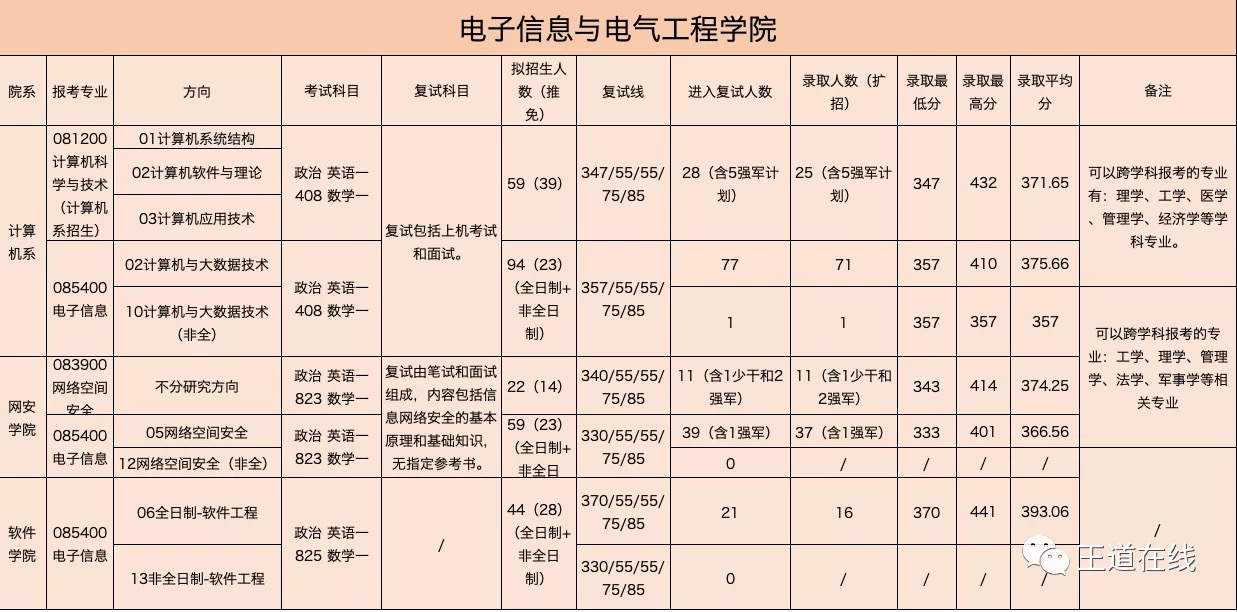 电子信息与电气工程学院
院系
报考专业
方向
考试科目
复试科目
拟招生人
数（推
免）
复试线
进入复试人数
录取人数（扩
招）
录取最
低分
录取最
高分
录取平均
分
备注
计算
机系
081200
计算机科
学与技术
（计算机
系招生）
01计算机系统结构
02计算机软件与理论
03计算机应用技术
政治 英语一
408 数学一
复试包括上机考试
和面试。
59（39）
347/55/55/
75/85
28（含5强军计
划）
25（含5强军计
划）
347
432
371.65
可以跨学科报考的专业
有：理学、工学、医学
、管理学、经济学等学
科专业。
085400
电子信息
02计算机与大数据技术
10计算机与大数据技术
（非全）
政治 英语一
408 数学一
94（23）
（全日制+
非全日
制）
357/55/55/
75/85
77
71
357
410
375.66
1
1
357
357
357
可以跨学科报考的专
业：工学、理学、管理
学、法学、军事学等相
关专业
网安
学院
083900
网络空间
安全
不分研究方向
政治 英语一
823 数学一
复试由笔试和面试
组成，内容包括信
息网络安全的基本
原理和基础知识，
无指定参考书。
22（14）
340/55/55/
75/85
11（含1少干和2
强军）
11（含1少干和
2强军）
343
414
374.25
085400
电子信息
05网络空间安全
12网络空间安全（非全）
政治 英语一
823 数学一
59（23）
（全日制+
非全日
330/55/55/
75/85
39（含1强军）
37（含1强军）
333
401
366.56
0
/
/
/
/
软件
学院
085400
电子信息
06全日制-软件工程
13非全日制-软件工程
政治 英语一
825 数学一
/
44（28）
（全日制+
非全日
制）
370/55/55/
75/85
21
16
370
441
393.06
/
330/55/55/
75/85
0
/
/
/
/
王道在线